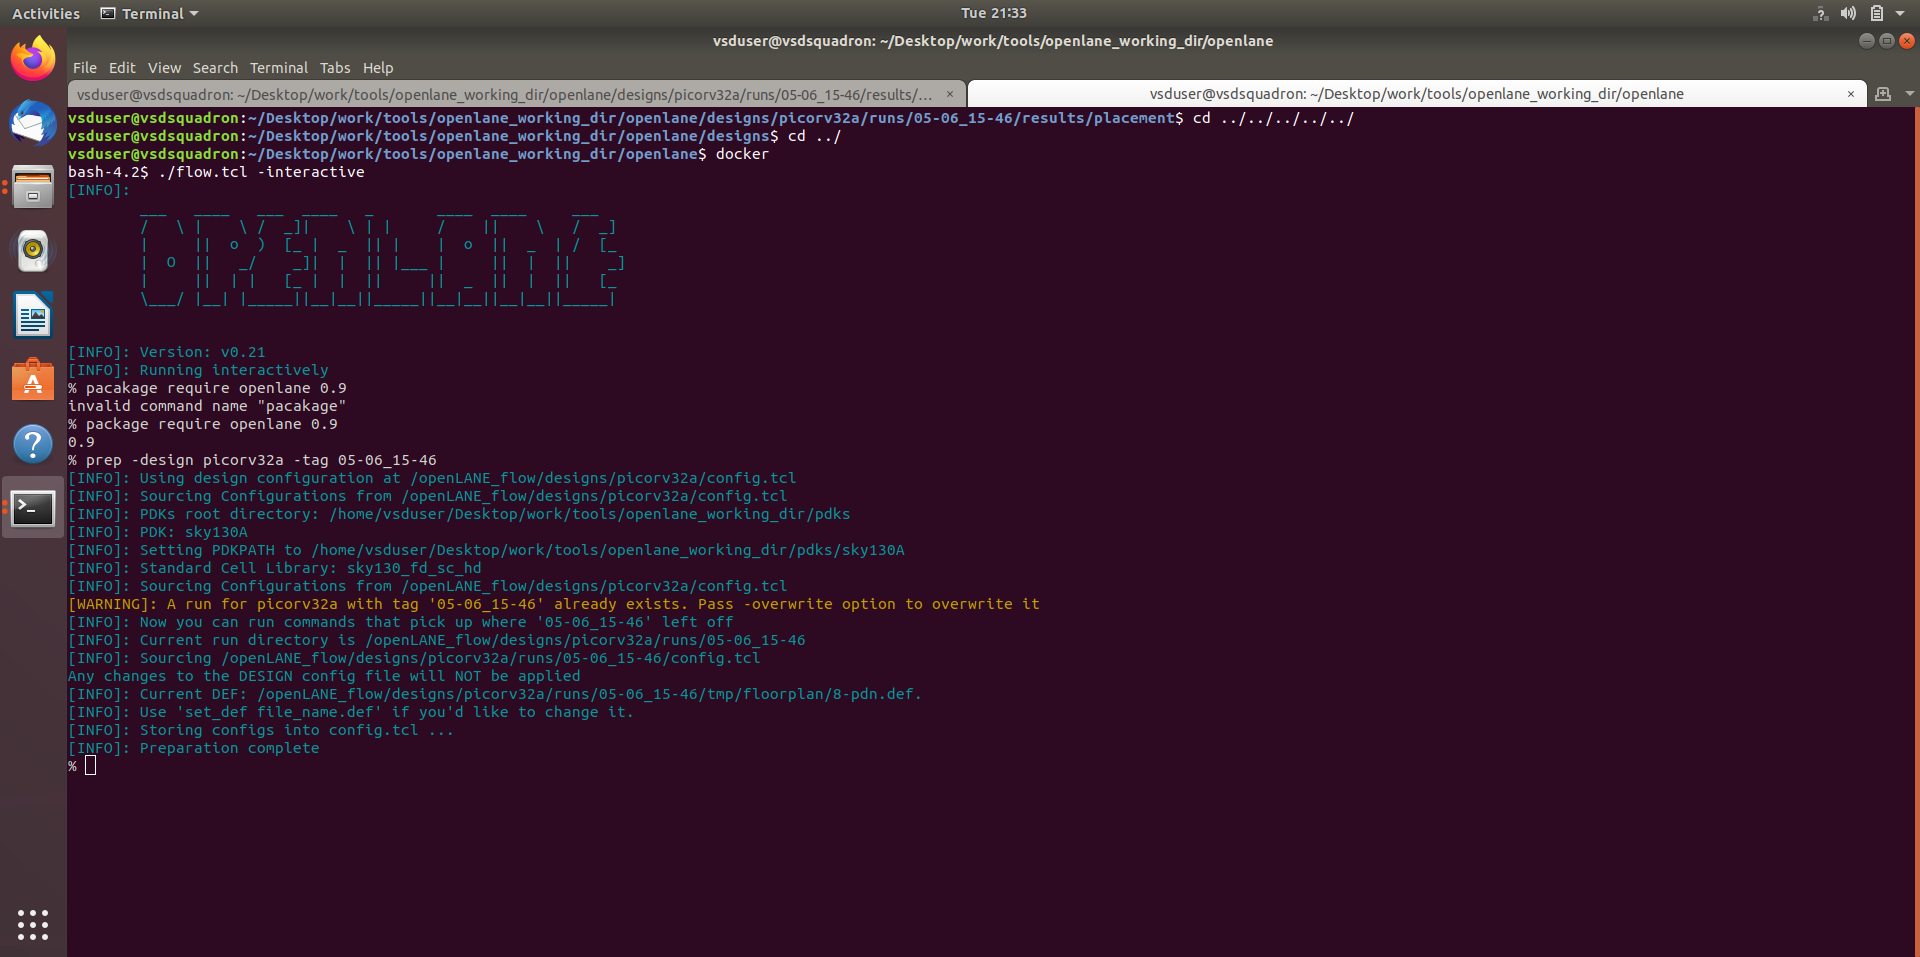 Activities Terminal Tue 21:33
vsduser@vsdsquadron: ~/Desktop/work/tools/openlane_working_dir/openlane
File Edit View Search Terminal Tabs Help
vsduser@vsdsquadron: ~/Desktop/work/tools/openlane_working_dir/openlane/designs/picorv32a/runs/05-06_15-46/results/... × vsduser@vsdsquadron: ~/Desktop/work/tools/openlane_working_dir/openlane ×
vsduser@vsdsquadron:~/Desktop/work/tools/openlane_working_dir/openlane/designs/picorv32a/runs/05-06_15-46/results/placement$ cd ../../../../../
vsduser@vsdsquadron:~/Desktop/work/tools/openlane_working_dir/openlane/designs$ cd ../
vsduser@vsdsquadron:~/Desktop/work/tools/openlane_working_dir/openlane$ docker
bash-4.2$ ./flow.tcl -interactive
[INFO]:
OPENLANE
[INFO]: Version: v0.21
[INFO]: Running interactively
% pacakage require openlane 0.9
invalid command name "pacakage"
% package require openlane 0.9
0.9
% prep -design picorv32a -tag 05-06_15-46
[INFO]: Using design configuration at /openLANE_flow/designs/picorv32a/config.tcl
[INFO]: Sourcing Configurations from /openLANE_flow/designs/picorv32a/config.tcl
[INFO]: PDKs root directory: /home/vsduser/Desktop/work/tools/openlane_working_dir/pdks
[INFO]: PDK: sky130A
[INFO]: Setting PDKPATH to /home/vsduser/Desktop/work/tools/openlane_working_dir/pdks/sky130A
[INFO]: Standard Cell Library: sky130_fd_sc_hd
[INFO]: Sourcing Configurations from /openLANE_flow/designs/picorv32a/config.tcl
[WARNING]: A run for picorv32a with tag '05-06_15-46' already exists. Pass -overwrite option to overwrite it
[INFO]: Now you can run commands that pick up where '05-06_15-46' left off
[INFO]: Current run directory is /openLANE_flow/designs/picorv32a/runs/05-06_15-46
[INFO]: Sourcing /openLANE_flow/designs/picorv32a/runs/05-06_15-46/config.tcl
Any changes to the DESIGN config file will NOT be applied
[INFO]: Current DEF: /openLANE_flow/designs/picorv32a/runs/05-06_15-46/tmp/floorplan/8-pdn.def.
[INFO]: Use 'set_def file_name.def' if you'd like to change it.
[INFO]: Storing configs into config.tcl ...
[INFO]: Preparation complete
%